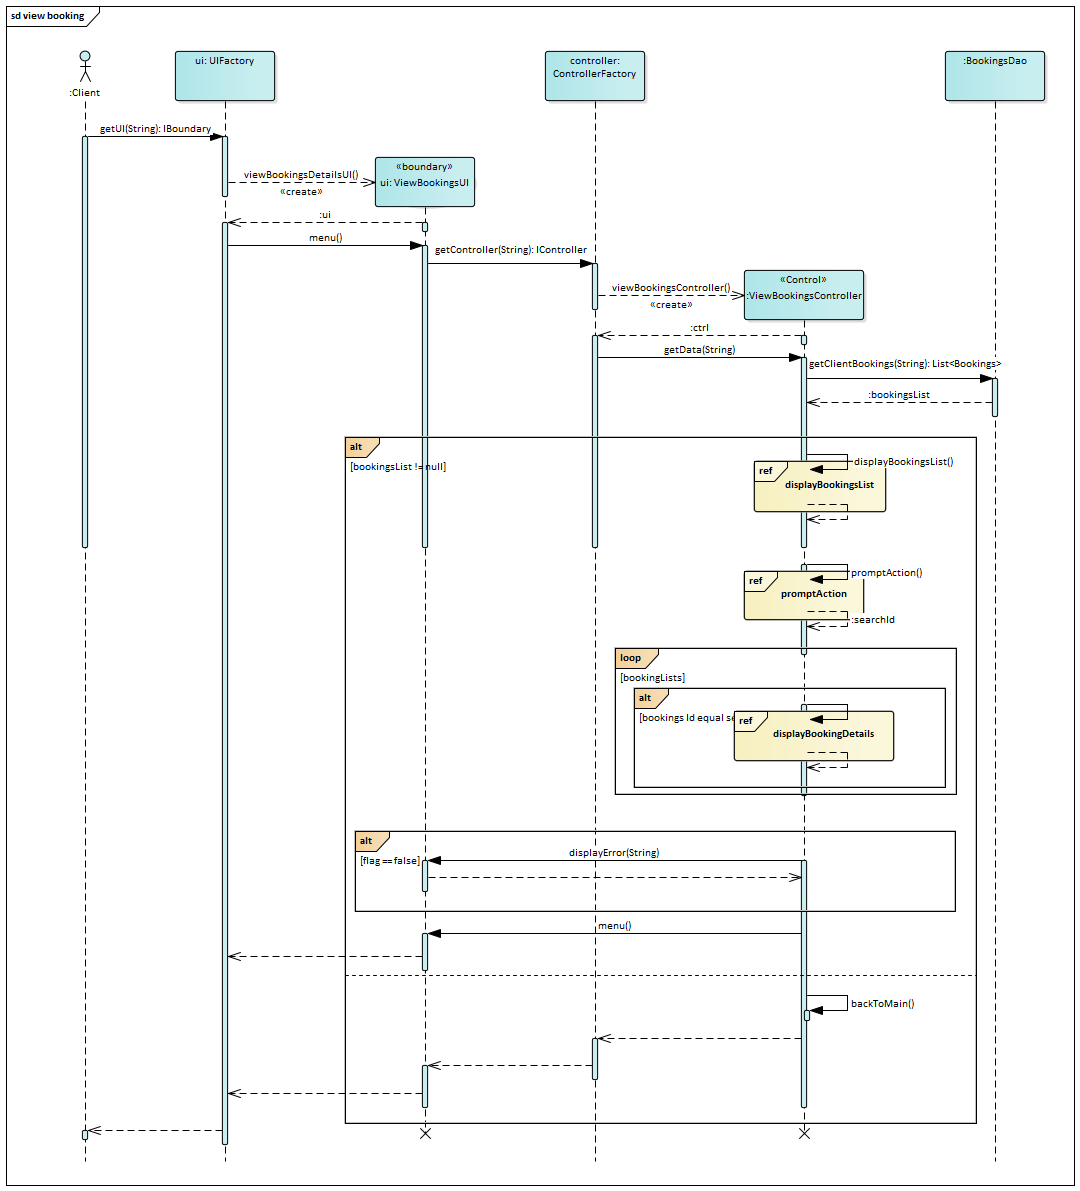 sd view booking
:Client
ui: UIFactory
controller:
ControllerFactory
:BookingsDao
getUI(String): IBoundary
«boundary»
ui: ViewBookingsUI
viewBookingsDetailsUI()
«create»
:ui
menu()
getController(String): IController
«Control»
:ViewBookingsController
viewBookingsController()
«create»
:ctrl
getData(String)
getClientBookings(String): List<Bookings>
:bookingsList
alt
[bookingsList != null]
displayBookingsList()
ref
displayBookingsList
promptAction()
ref
promptAction
:searchId
loop
[bookingLists]
alt
[bookings Id equal se
ref
displayBookingDetails
alt
[flag == false]
displayError(String)
menu()
backToMain()